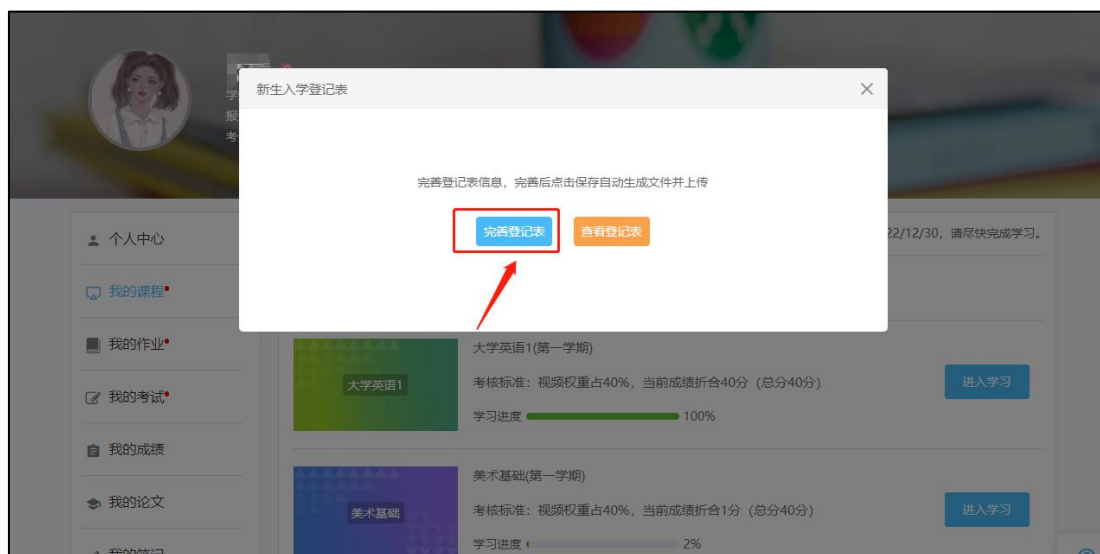 学
报
考
新生入学登记表
完善登记表信息，完善后点击保存自动生成文件并上传
完善登记表 查看登记表
22/12/30，请尽快完成学习。
个人中心
我的课程
我的作业
我的考试
我的成绩
我的论文
我的笔记
大学英语1
大学英语1(第一学期)
考核标准：视频权重占40%，当前成绩折合40分（总分40分）
学习进度 100%
进入学习
美术基础
美术基础(第一学期)
考核标准：视频权重占40%，当前成绩折合1分（总分40分）
学习进度 2%
进入学习